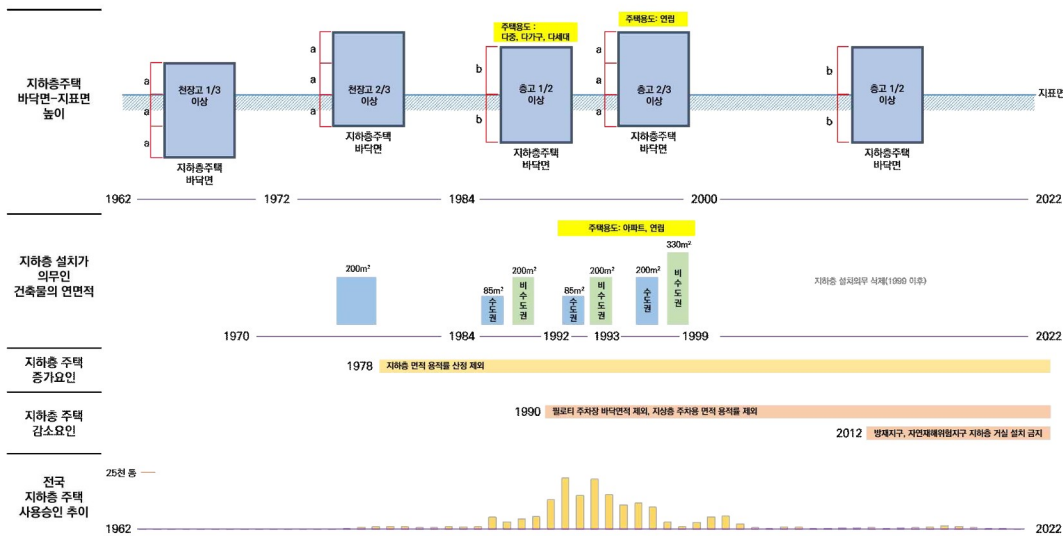 지하층주택
바닥면-지표면
높이
a
a
a
천장고 1/3
이상
지하층주택
바닥면
a
a
a
천장고 2/3
이상
지하층주택
바닥면
주택용도 :
다중, 다가구, 다세대
b
b
층고 1/2
이상
지하층주택
바닥면
주택용도: 연립
a
a
a
층고 2/3
이상
지하층주택
바닥면
b
b
층고 1/2
이상
지하층주택
바닥면
지표면
1962
1972
1984
2000
2022
지하층 설치가
의무인
건축물의 연면적
주택용도: 아파트, 연립
200m²
85m²
수도권
200m²
비수도권
85m²
수도권
200m²
비수도권
200m²
수도권
330m²
비수도권
지하층 설치의무 삭제(1999 이후)
1970
1984
1992
1993
1999
2022
지하층 주택
증가요인
1978
지하층 면적 용적률 산정 제외
지하층 주택
감소요인
1990
필로티 주차장 바닥면적 제외, 지상층 주차용 면적 용적률 제외
2012
방재지구, 자연재해위험지구 지하층 거실 설치 금지
전국
지하층 주택
사용승인 추이
25천 동
1962
2022